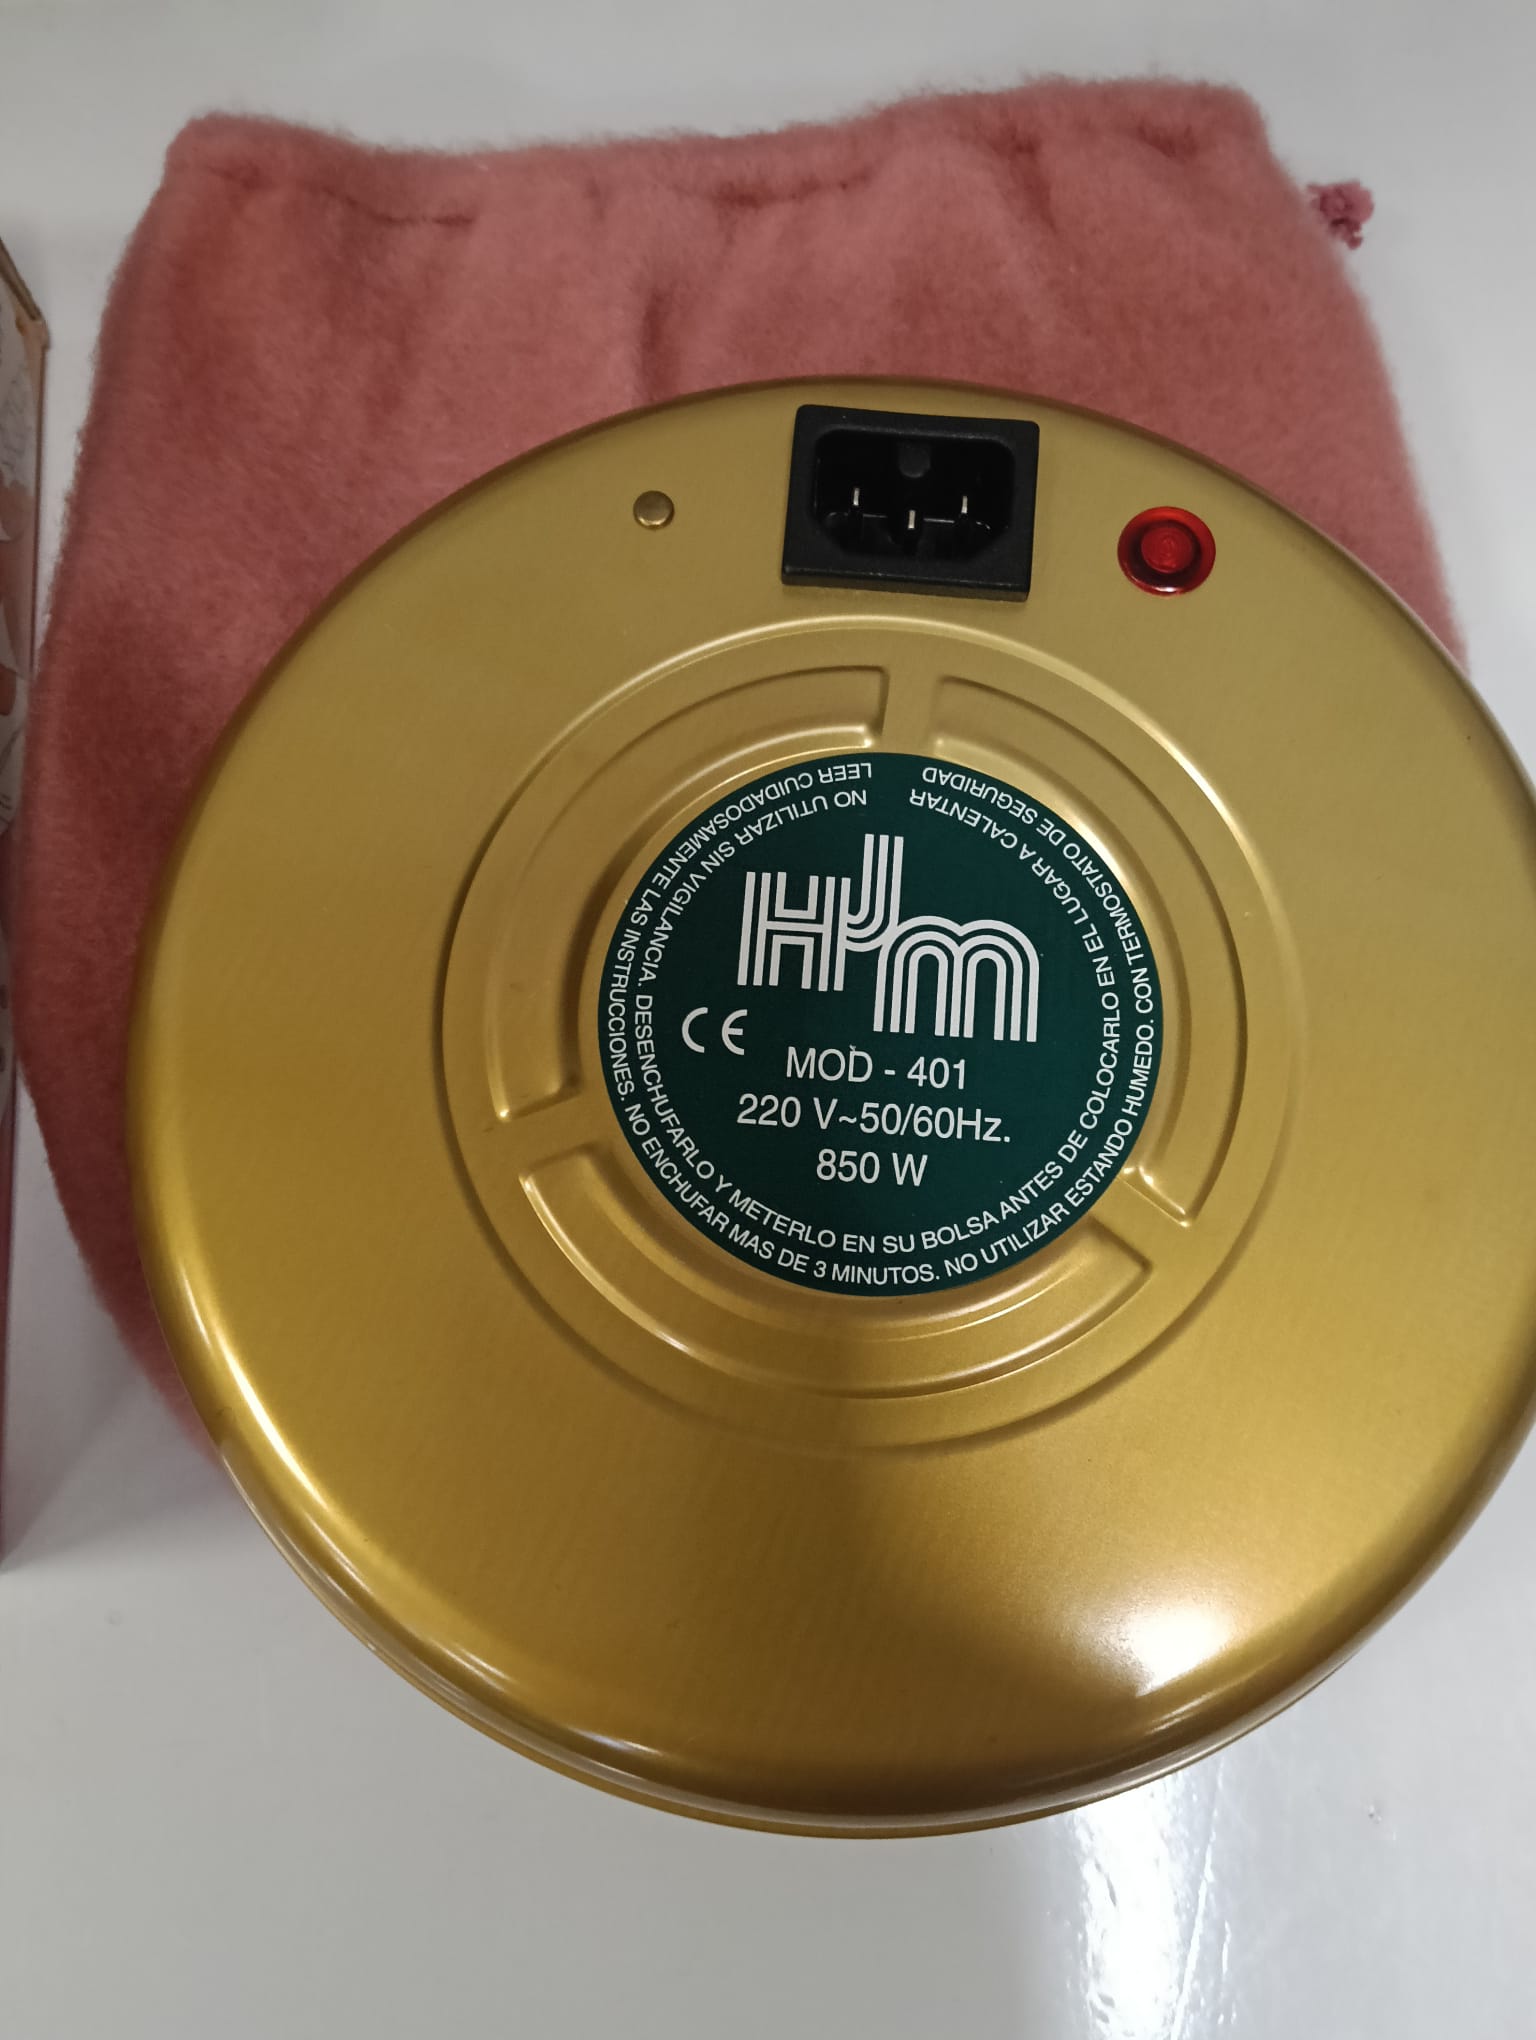 LEER CUIDADOSAMENTE LAS INSTRUCCIONES. NO ENCHUFAR MAS DE 3 MINUTOS. NO UTILIZAR ESTANDO HUMEDO. CON TERMOSTATO DE SEGURIDAD
NO UTILIZAR SIN VIGILANCIA. DESENCHUFARLO Y METERLO EN SU BOLSA ANTES DE COLOCARLO EN EL LUGAR A CALENTAR
HJM
CE
MOD - 401
220 V~50/60Hz.
850 W